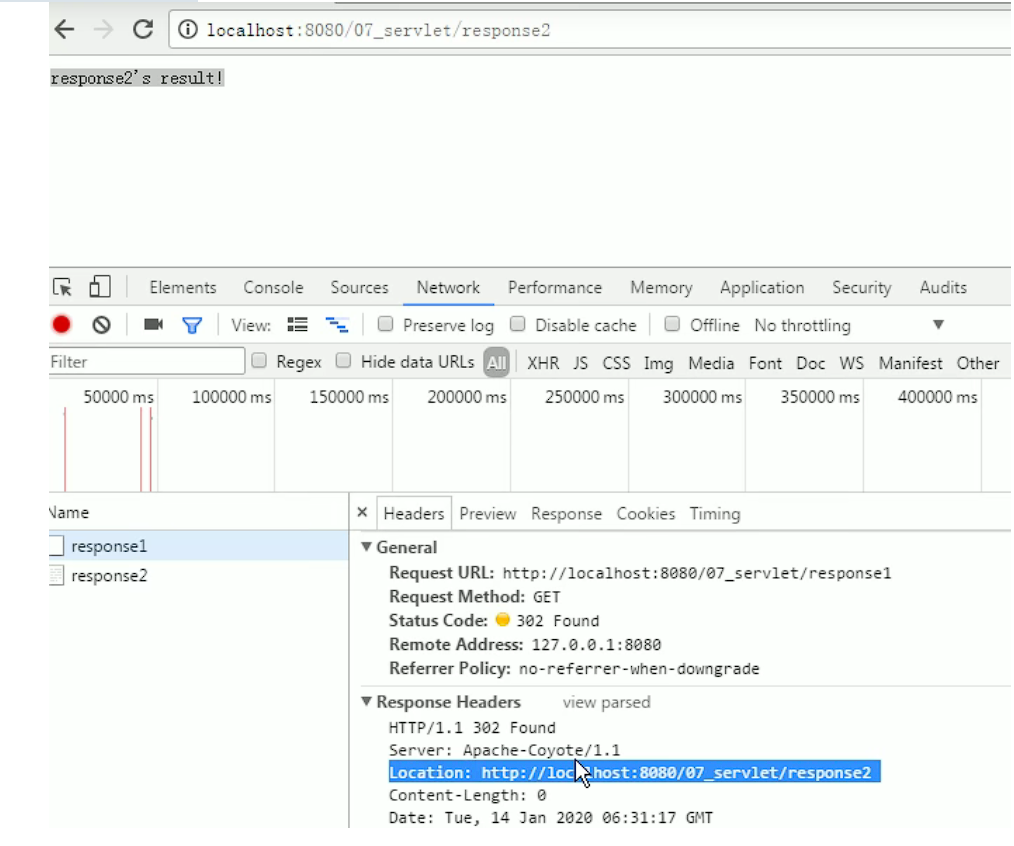 localhost:8080/07_servlet/response2
response2's result!
Elements Console Sources Network Performance Memory Application Security Audits
View: Preserve log Disable cache Offline No throttling
Filter Regex Hide data URLs All XHR JS CSS Img Media Font Doc WS Manifest Other
50000 ms 100000 ms 150000 ms 200000 ms 250000 ms 300000 ms 350000 ms 400000 ms
Name × Headers Preview Response Cookies Timing
response1
response2
General
Request URL: http://localhost:8080/07_servlet/response1
Request Method: GET
Status Code: 302 Found
Remote Address: 127.0.0.1:8080
Referrer Policy: no-referrer-when-downgrade
Response Headers view parsed
HTTP/1.1 302 Found
Server: Apache-Coyote/1.1
Location: http://localhost:8080/07_servlet/response2
Content-Length: 0
Date: Tue, 14 Jan 2020 06:31:17 GMT